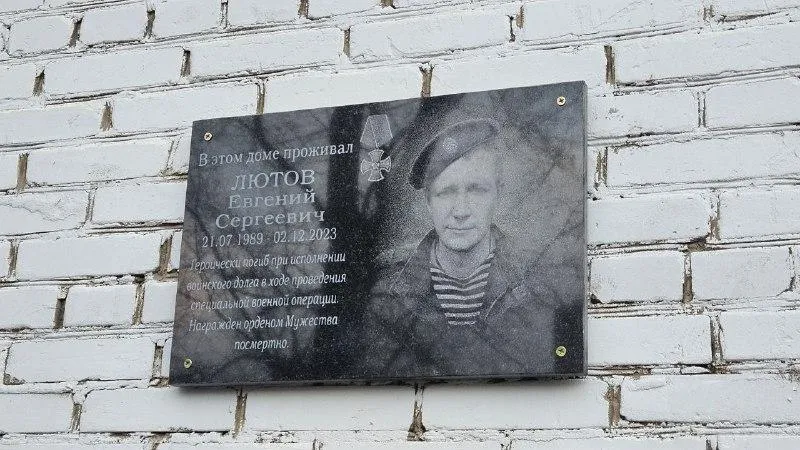 В этом доме проживал
ЛЮТОВ
Евгений
Сергеевич
21.07 1989 - 02.12.2023
Героически погиб при исполнении
воинского долга в ходе проведения
специальной военной операции.
Награжден орденом Мужества
посмертно.